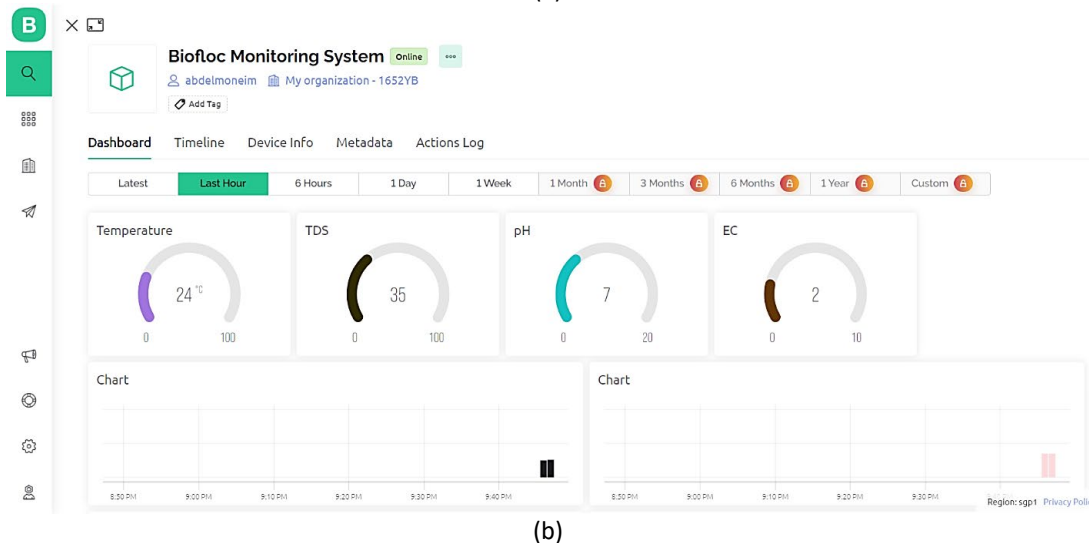 B
Biofloc Monitoring System Online
abdelmoneim My organization - 1652YB
Add Tag
Dashboard Timeline Device Info Metadata Actions Log
Latest Last Hour 6 Hours 1 Day 1 Week 1 Month 3 Months 6 Months 1 Year Custom
Temperature TDS pH EC
24 °C 35 7 2
0 100 0 100 0 20 0 10
Chart Chart
8:50 PM 9:00 PM 9:10 PM 9:20 PM 9:30 PM 9:40 PM 8:50 PM 9:00 PM 9:10 PM 9:20 PM 9:30 PM
Region: sgp1 Privacy Poli
(b)